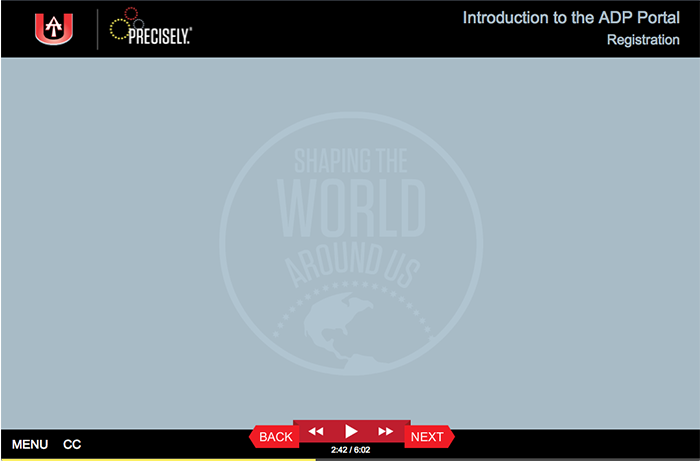 UAT
PRECISELY.®
Introduction to the ADP Portal
Registration
SHAPING THE
WORLD
AROUND US
MENU
CC
BACK
NEXT
2:42 / 6:02